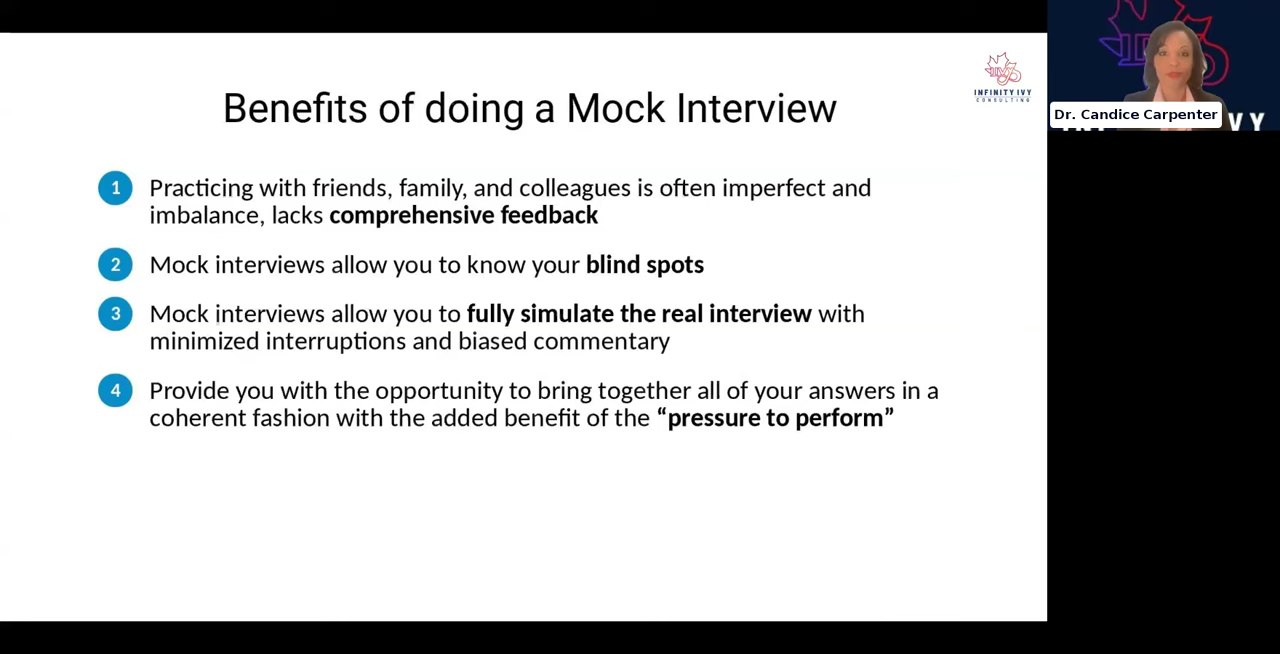 Benefits of doing a Mock Interview
INFINITY IVY
CONSULTING
1 Practicing with friends, family, and colleagues is often imperfect and
imbalance, lacks comprehensive feedback
2 Mock interviews allow you to know your blind spots
3 Mock interviews allow you to fully simulate the real interview with
minimized interruptions and biased commentary
4 Provide you with the opportunity to bring together all of your answers in a
coherent fashion with the added benefit of the “pressure to perform”
Dr. Candice Carpenter